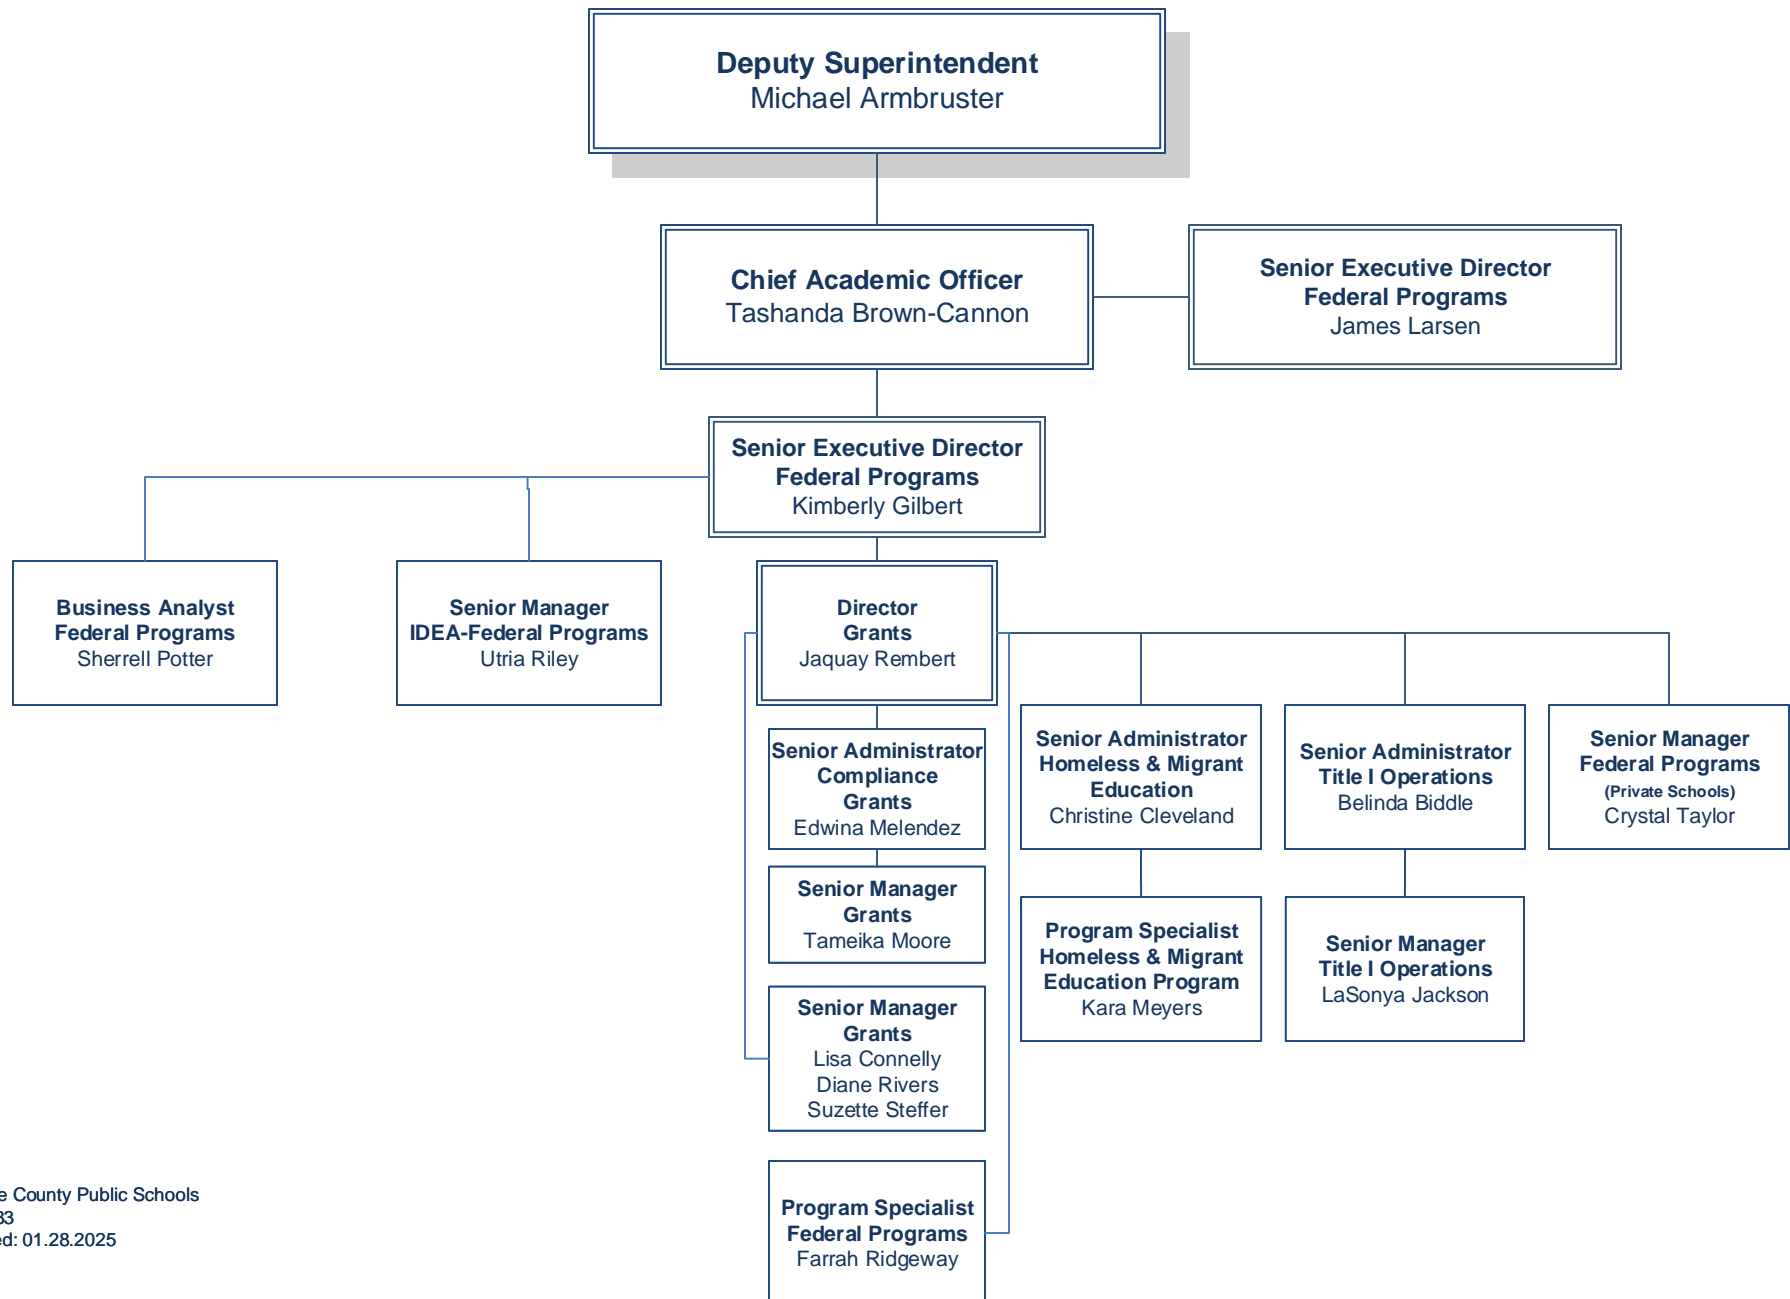 Deputy Superintendent
Michael Armbruster
Chief Academic Officer
Tashanda Brown-Cannon
Senior Executive Director
Federal Programs
James Larsen
Senior Executive Director
Federal Programs
Kimberly Gilbert
Business Analyst
Federal Programs
Sherrell Potter
Senior Manager
IDEA-Federal Programs
Utria Riley
Director
Grants
Jaquay Rembert
Senior Administrator
Compliance
Grants
Edwina Melendez
Senior Administrator
Homeless & Migrant
Education
Christine Cleveland
Senior Administrator
Title I Operations
Belinda Biddle
Senior Manager
Federal Programs
(Private Schools)
Crystal Taylor
Senior Manager
Grants
Tameika Moore
Program Specialist
Homeless & Migrant
Education Program
Kara Meyers
Senior Manager
Title I Operations
LaSonya Jackson
Senior Manager
Grants
Lisa Connelly
Diane Rivers
Suzette Steffer
Program Specialist
Federal Programs
Farrah Ridgeway
County Public Schools
01.28.2025